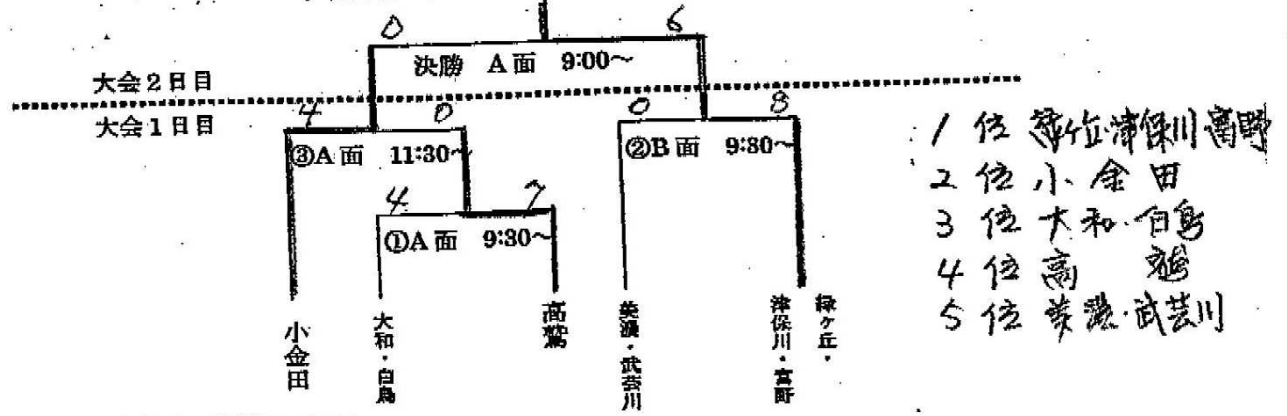 0 6
決勝 A面 9:00~
大会2日目
大会1日目
4 0
③A面 11:30~
0 8
②B面 9:30~
4 7
①A面 9:30~
小金田
大和・白鳥
高鷲
美濃・武芸川
緑ヶ丘・
津保川・富野
1位 緑ヶ丘・津保川・富野
2位 小金田
3位 大和・白鳥
4位 高鷲
5位 美濃・武芸川